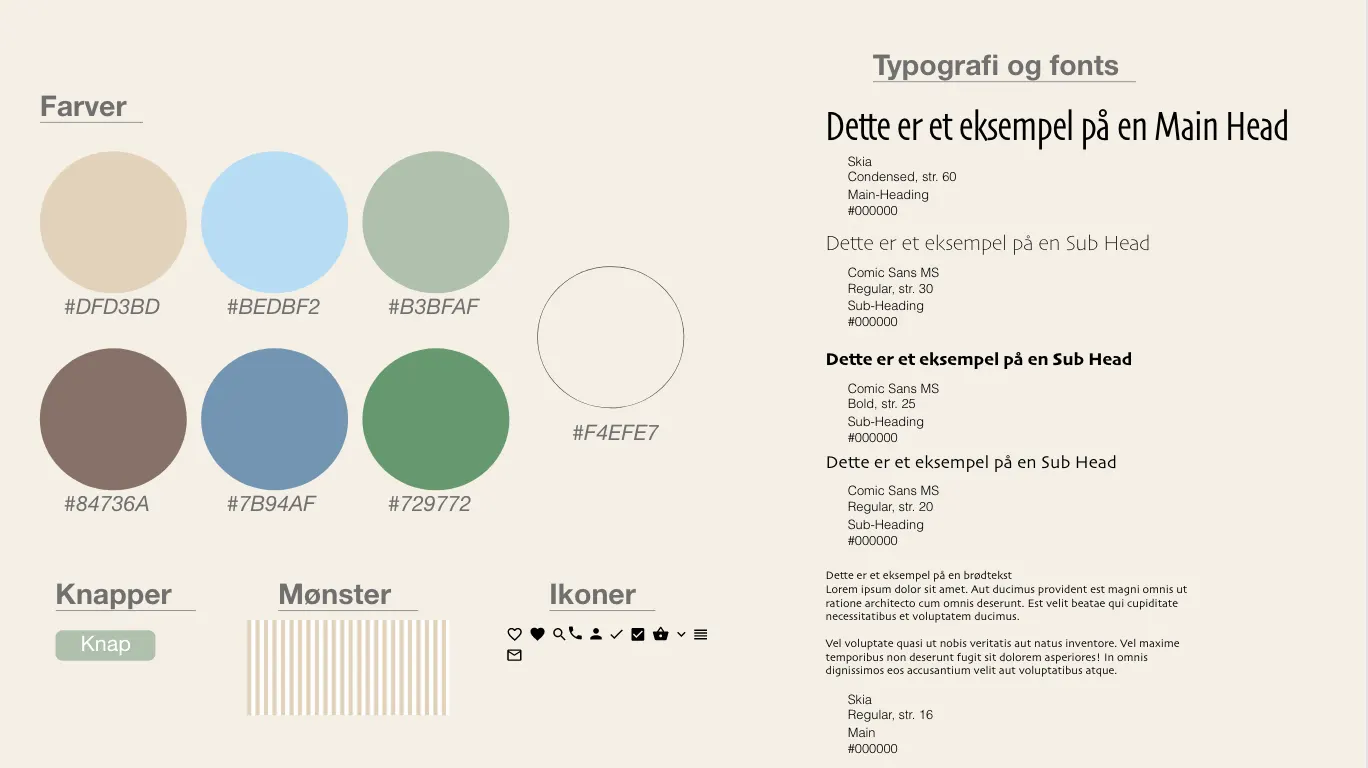 Farver
#DFD3BD
#BEDBF2
#B3BFAF
#84736A
#7B94AF
#729772
#F4EFE7
Knapper
Knap
Mønster
Ikoner
Typografi og fonts
Dette er et eksempel på en Main Head
Skia
Condensed, str. 60
Main-Heading
#000000
Dette er et eksempel på en Sub Head
Comic Sans MS
Regular, str. 30
Sub-Heading
#000000
Dette er et eksempel på en Sub Head
Comic Sans MS
Bold, str. 25
Sub-Heading
#000000
Dette er et eksempel på en Sub Head
Comic Sans MS
Regular, str. 20
Sub-Heading
#000000
Dette er et eksempel på en brødtekst
Lorem ipsum dolor sit amet. Aut ducimus provident est magni omnis ut
ratione architecto cum omnis deserunt. Est velit beatae qui cupiditate
necessitatibus et voluptatem ducimus.
Vel voluptate quasi ut nobis veritatis aut natus inventore. Vel maxime
temporibus non deserunt fugit sit dolorem asperiores! In omnis
dignissimos eos accusantium velit aut voluptatibus atque.
Skia
Regular, str. 16
Main
#000000